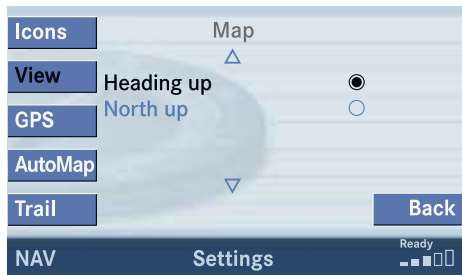 Icons
Map
View
Heading up
North up
GPS
AutoMap
Trail
Back
NAV
Settings
Ready